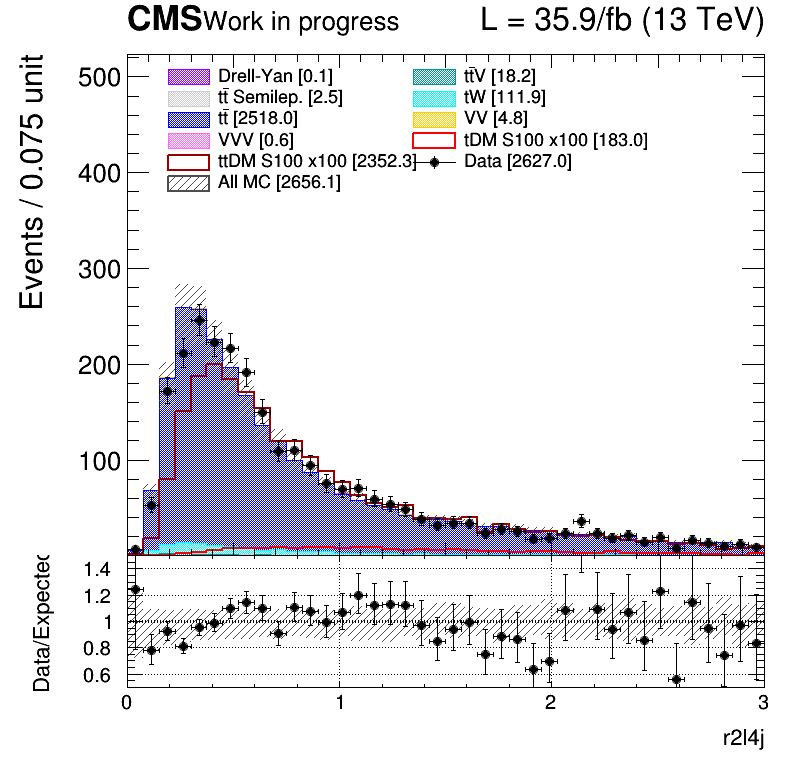 CMS Work in progress L = 35.9/fb (13 TeV)
Events / 0.075 unit
500
400
300
200
100
Drell-Yan [0.1]
tt̄V [18.2]
tt̄ Semilep. [2.5]
tW [111.9]
tt̄ [2518.0]
VV [4.8]
VVV [0.6]
tDM S100 x100 [183.0]
ttDM S100 x100 [2352.3]
Data [2627.0]
All MC [2656.1]
Data/Expected
1.4
1.2
1
0.8
0.6
0 1 2 3
r2l4j